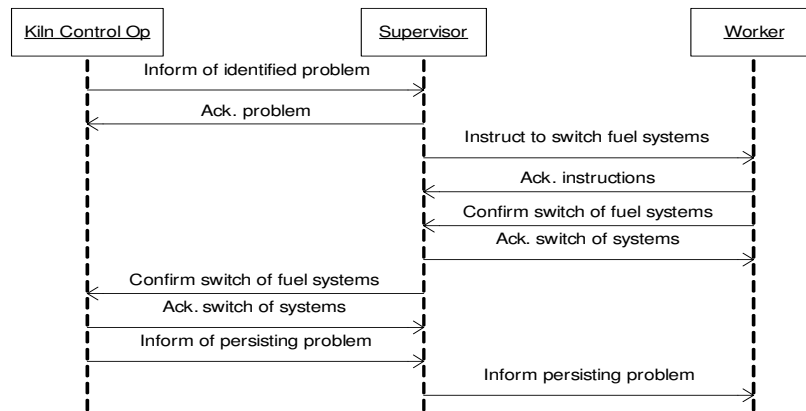 Kiln Control Op
Supervisor
Worker
Inform of identified problem
Ack. problem
Instruct to switch fuel systems
Ack. instructions
Confirm switch of fuel systems
Ack. switch of systems
Confirm switch of fuel systems
Ack. switch of systems
Inform of persisting problem
Inform persisting problem